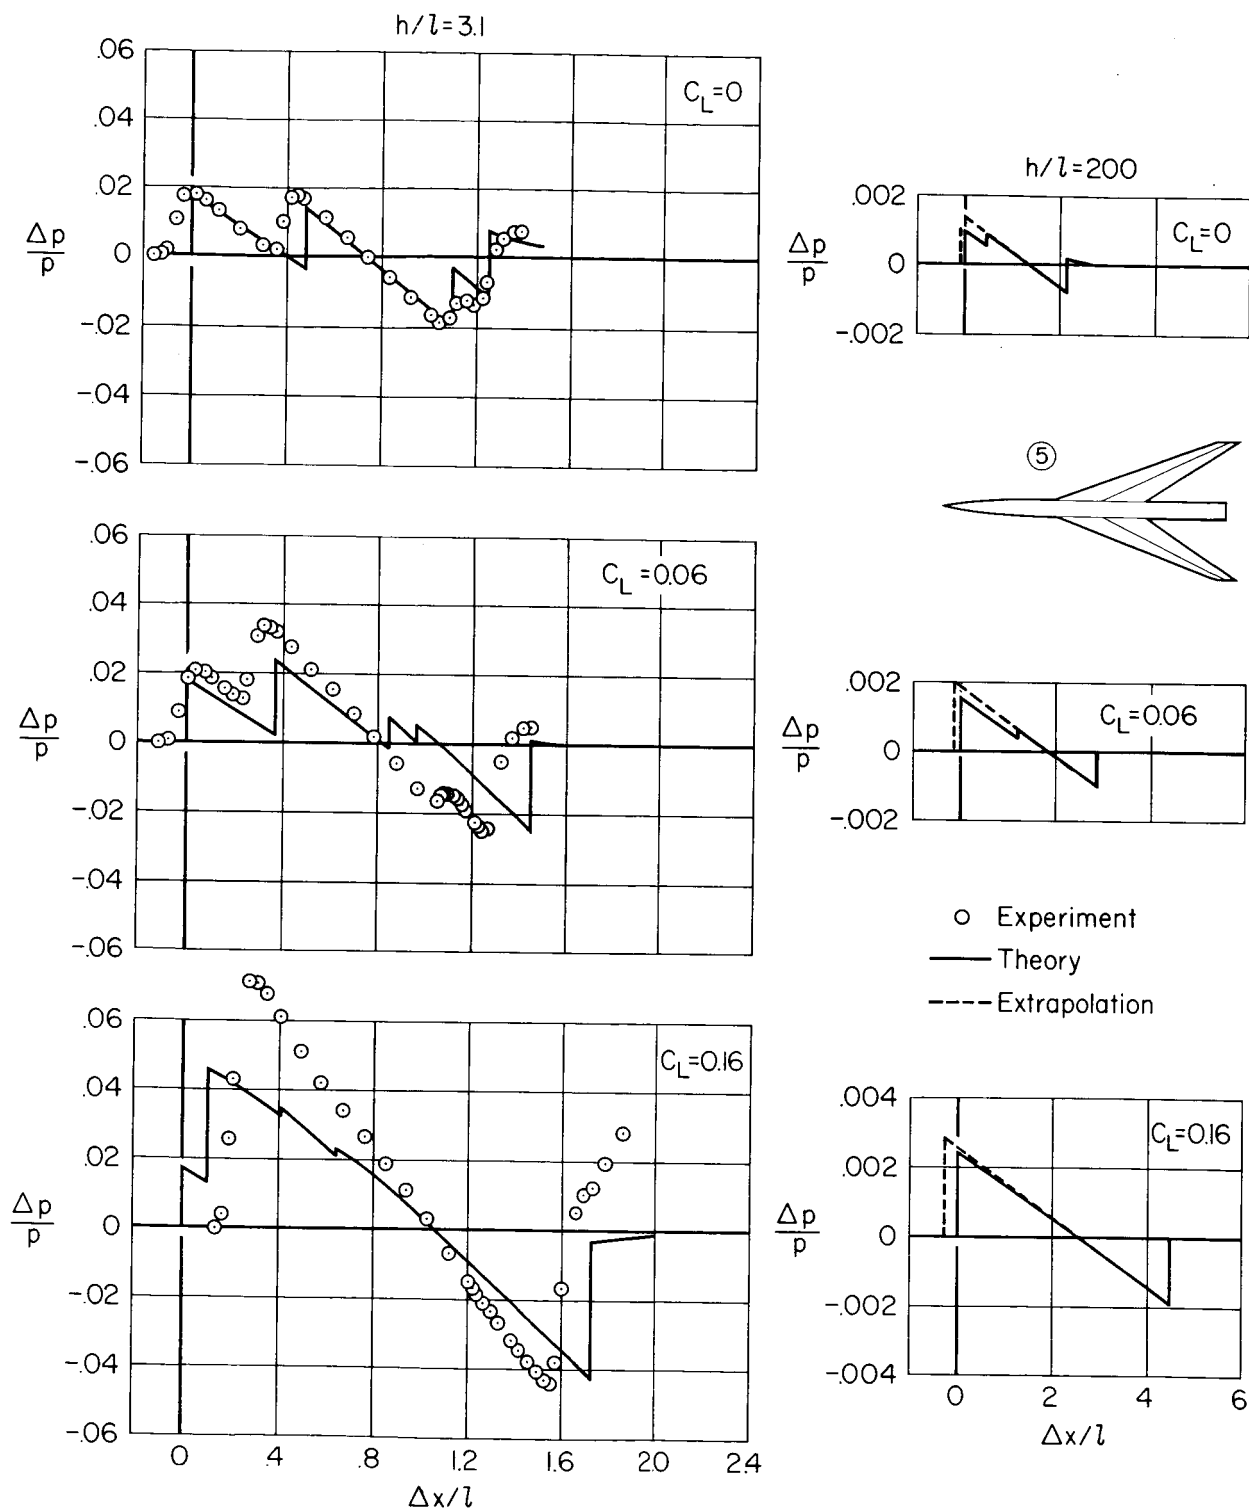 h/l=3.1
.06
.04
.02
0
-.02
-.04
-.06
Δp/p
C_L=0
h/l=200
.002
0
-.002
Δp/p
C_L=0
5
.06
.04
.02
0
-.02
-.04
-.06
Δp/p
C_L=0.06
.002
0
-.002
Δp/p
C_L=0.06
Experiment
Theory
Extrapolation
.06
.04
.02
0
-.02
-.04
-.06
Δp/p
C_L=0.16
0 .4 .8 1.2 1.6 2.0 2.4
Δx/l
.004
.002
0
-.002
-.004
Δp/p
C_L=0.16
0 2 4 6
Δx/l